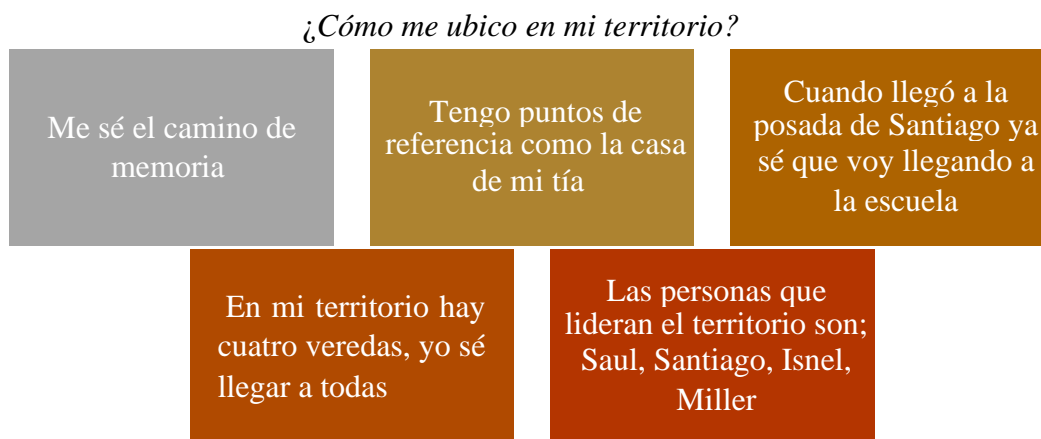 ¿Cómo me ubico en mi territorio?
Me sé el camino de
memoria
Tengo puntos de
referencia como la casa
de mi tía
Cuando llegó a la
posada de Santiago ya
sé que voy llegando a
la escuela
En mi territorio hay
cuatro veredas, yo sé
llegar a todas
Las personas que
lideran el territorio son;
Saul, Santiago, Isnel,
Miller